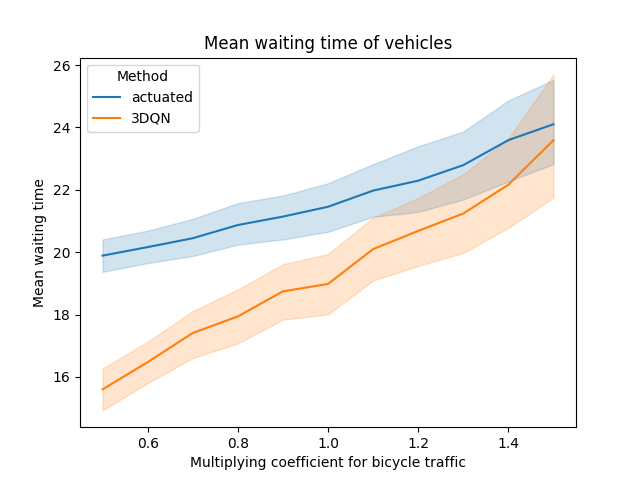 Mean waiting time of vehicles
Method
actuated
3DQN
26
24
22
20
18
16
Mean waiting time
0.6
0.8
1.0
1.2
1.4
Multiplying coefficient for bicycle traffic